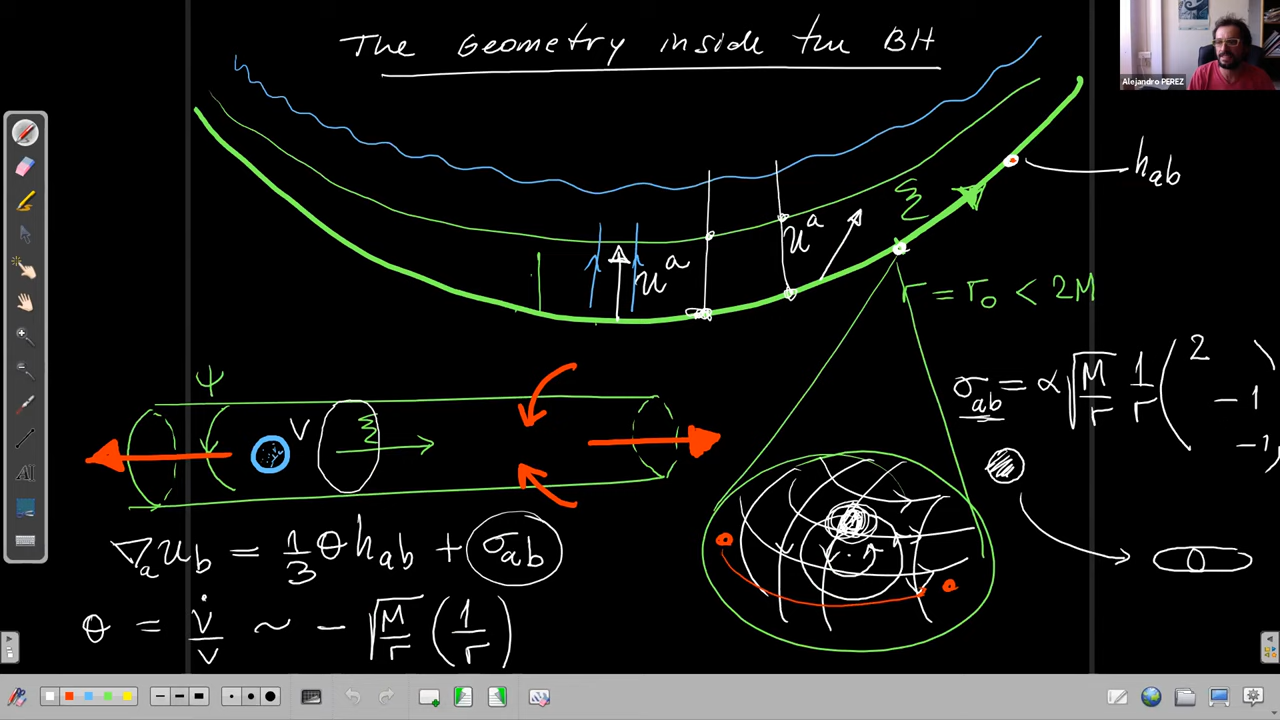 The Geometry inside the BH
Alejandro PEREZ
h_ab
ξ
u^a
u^a
r = r_0 < 2M
ψ
V
ξ
σ_ab = α √(M/r) 1/r ( 2 -1 -1 )
∇_a u_b = 1/3 θ h_ab + σ_ab
θ = V̇/V ~ - √(M/r) (1/r)
AI